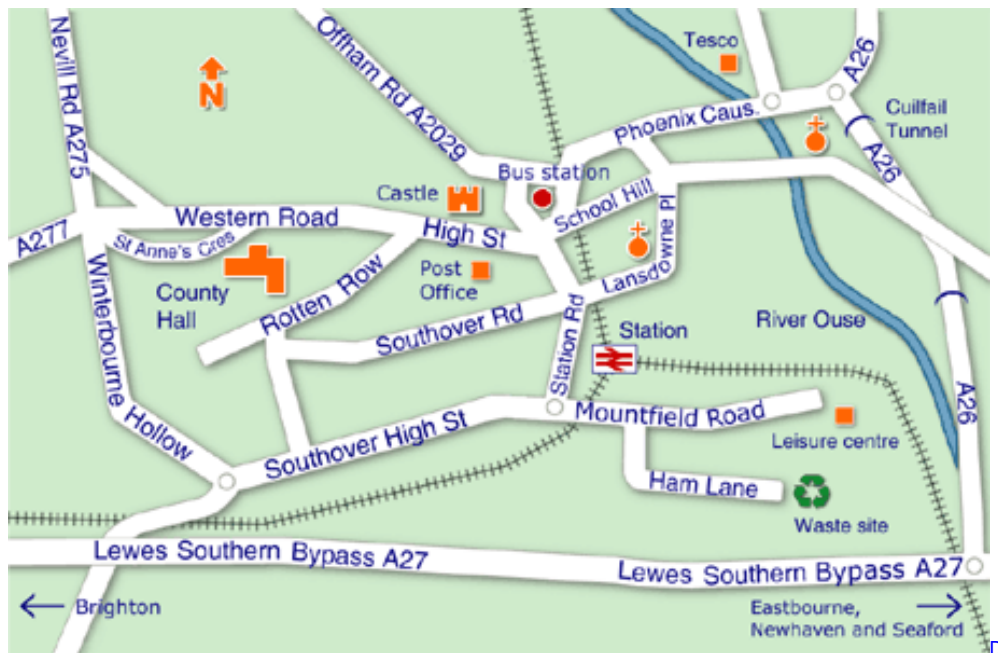 Nevill Rd A275
N
Offham Rd A2029
Tesco
A26
Cuilfail
Tunnel
Phoenix Caus.
A26
Bus station
Castle
School Hill
Western Road
High St
A277
St Anne's Cres
Lansdowne Pl
County
Hall
Post
Office
Rotten Row
Winterbourne
Hollow
Southover Rd
Station Rd
Station
River Ouse
A26
Mountfield Road
Leisure centre
Southover High St
Ham Lane
Waste site
Lewes Southern Bypass A27
Lewes Southern Bypass A27
Brighton
Eastbourne,
Newhaven and Seaford